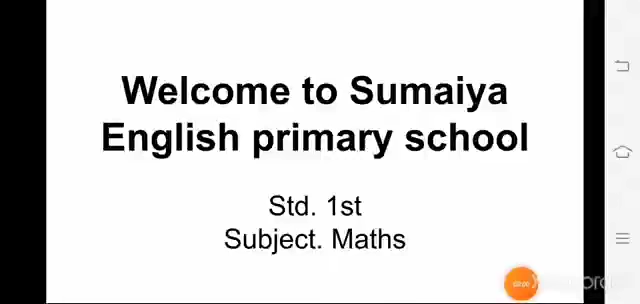 Welcome to Sumaiya
English primary school
Std. 1st
Subject. Maths